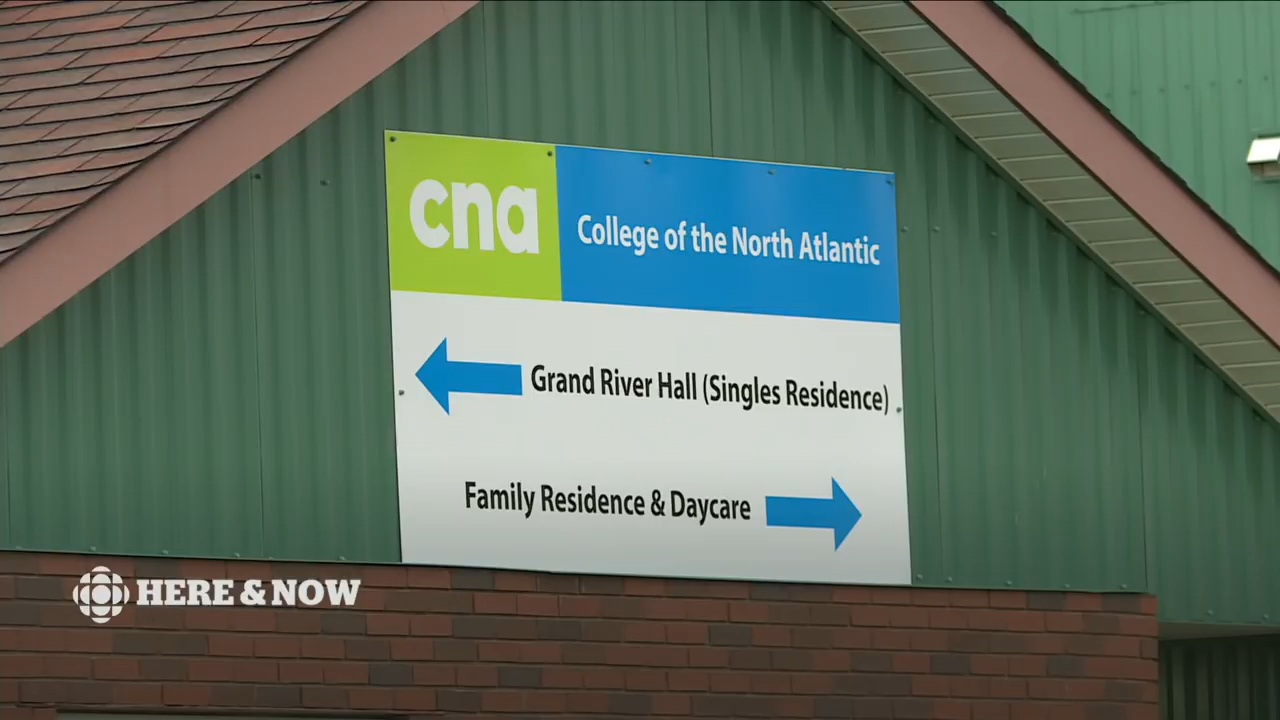 cna
College of the North Atlantic
Grand River Hall (Singles Residence)
Family Residence & Daycare
HERE & NOW